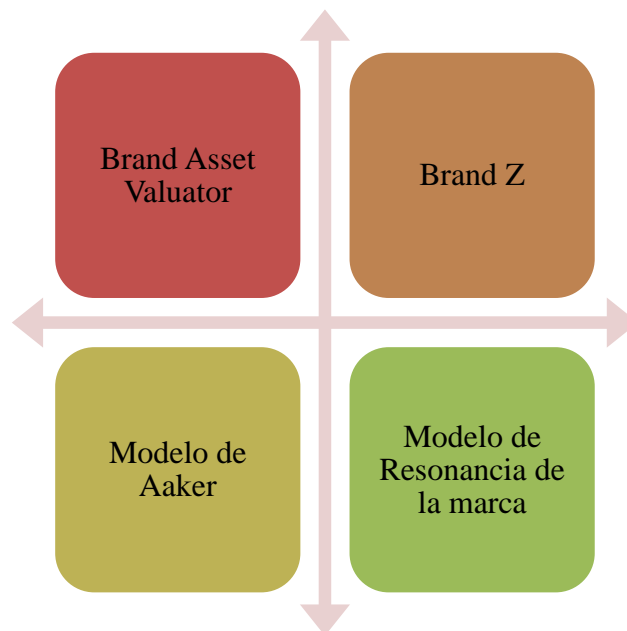 Brand Asset
Valuator
Brand Z
Modelo de
Aaker
Modelo de
Resonancia de
la marca